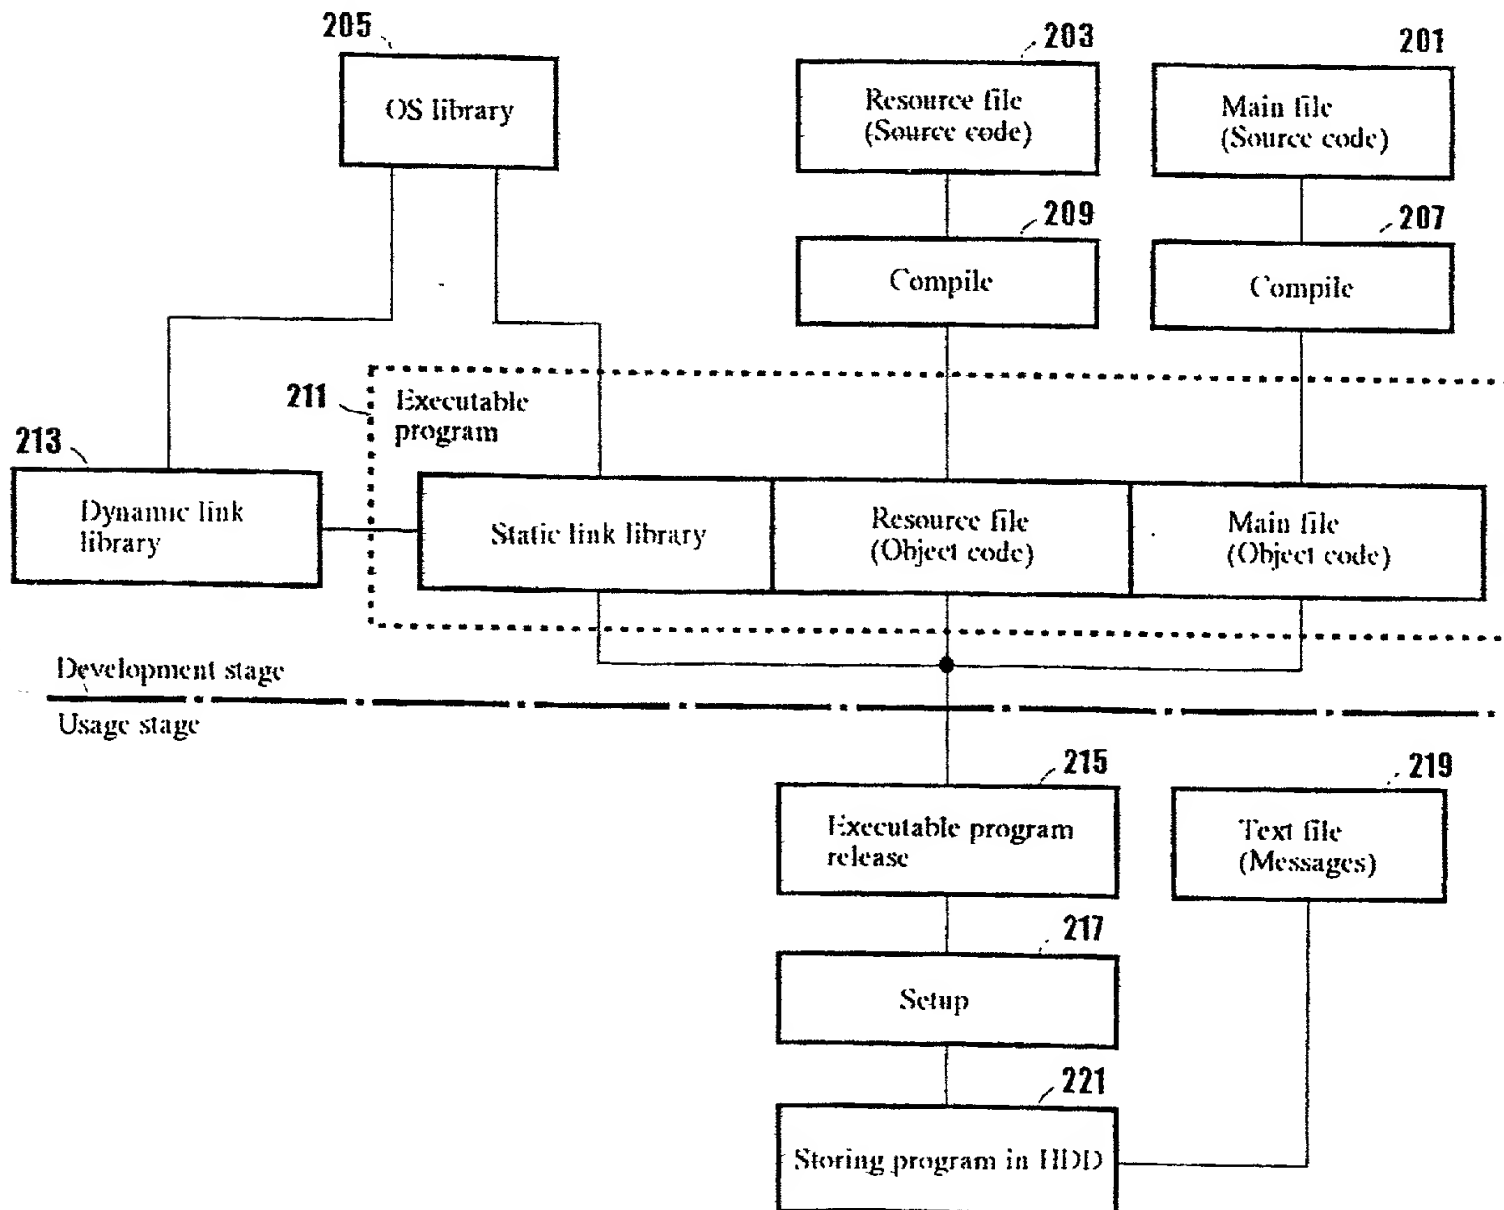 205
203
201
OS library
Resource file
(Source code)
Main file
(Source code)
209
207
Compile
Compile
211
Executable
program
213
Dynamic link
library
Static link library
Resource file
(Object code)
Main file
(Object code)
Development stage
Usage stage
215
219
Executable program
release
Text file
(Messages)
217
Setup
221
Storing program in HDD